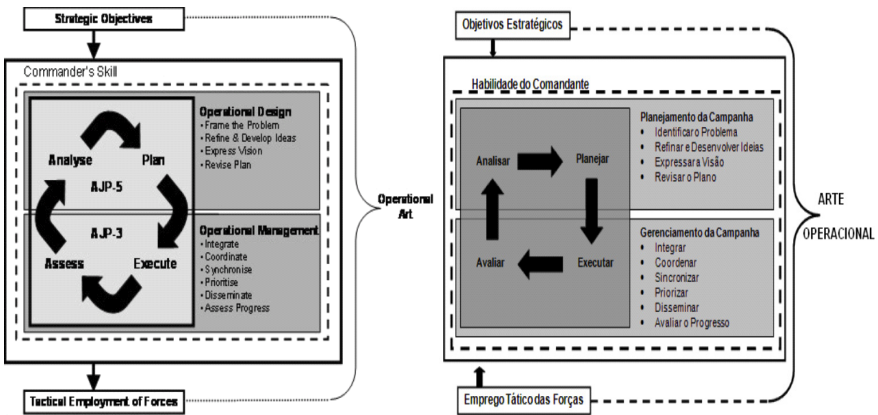 Strategic Objectives
Commander's Skill
Operational Design
• Frame the Problem
• Refine & Develop Ideas
• Express Vision
• Revise Plan
Analyse
Plan
AJP-5
AJP-3
Assess
Execute
Operational Management
• Integrate
• Coordinate
• Synchronise
• Prioritise
• Disseminate
• Assess Progress
Tactical Employment of Forces
Operational
Art
Objetivos Estratégicos
Habilidade do Comandante
Planejamento da Campanha
• Identificar o Problema
• Refinar e Desenvolver Ideias
• Expressar a Visão
• Revisar o Plano
Analisar
Planejar
Avaliar
Executar
Gerenciamento da Campanha
• Integrar
• Coordenar
• Sincronizar
• Priorizar
• Disseminar
• Avaliar o Progresso
Emprego Tático das Forças
ARTE
OPERACIONAL